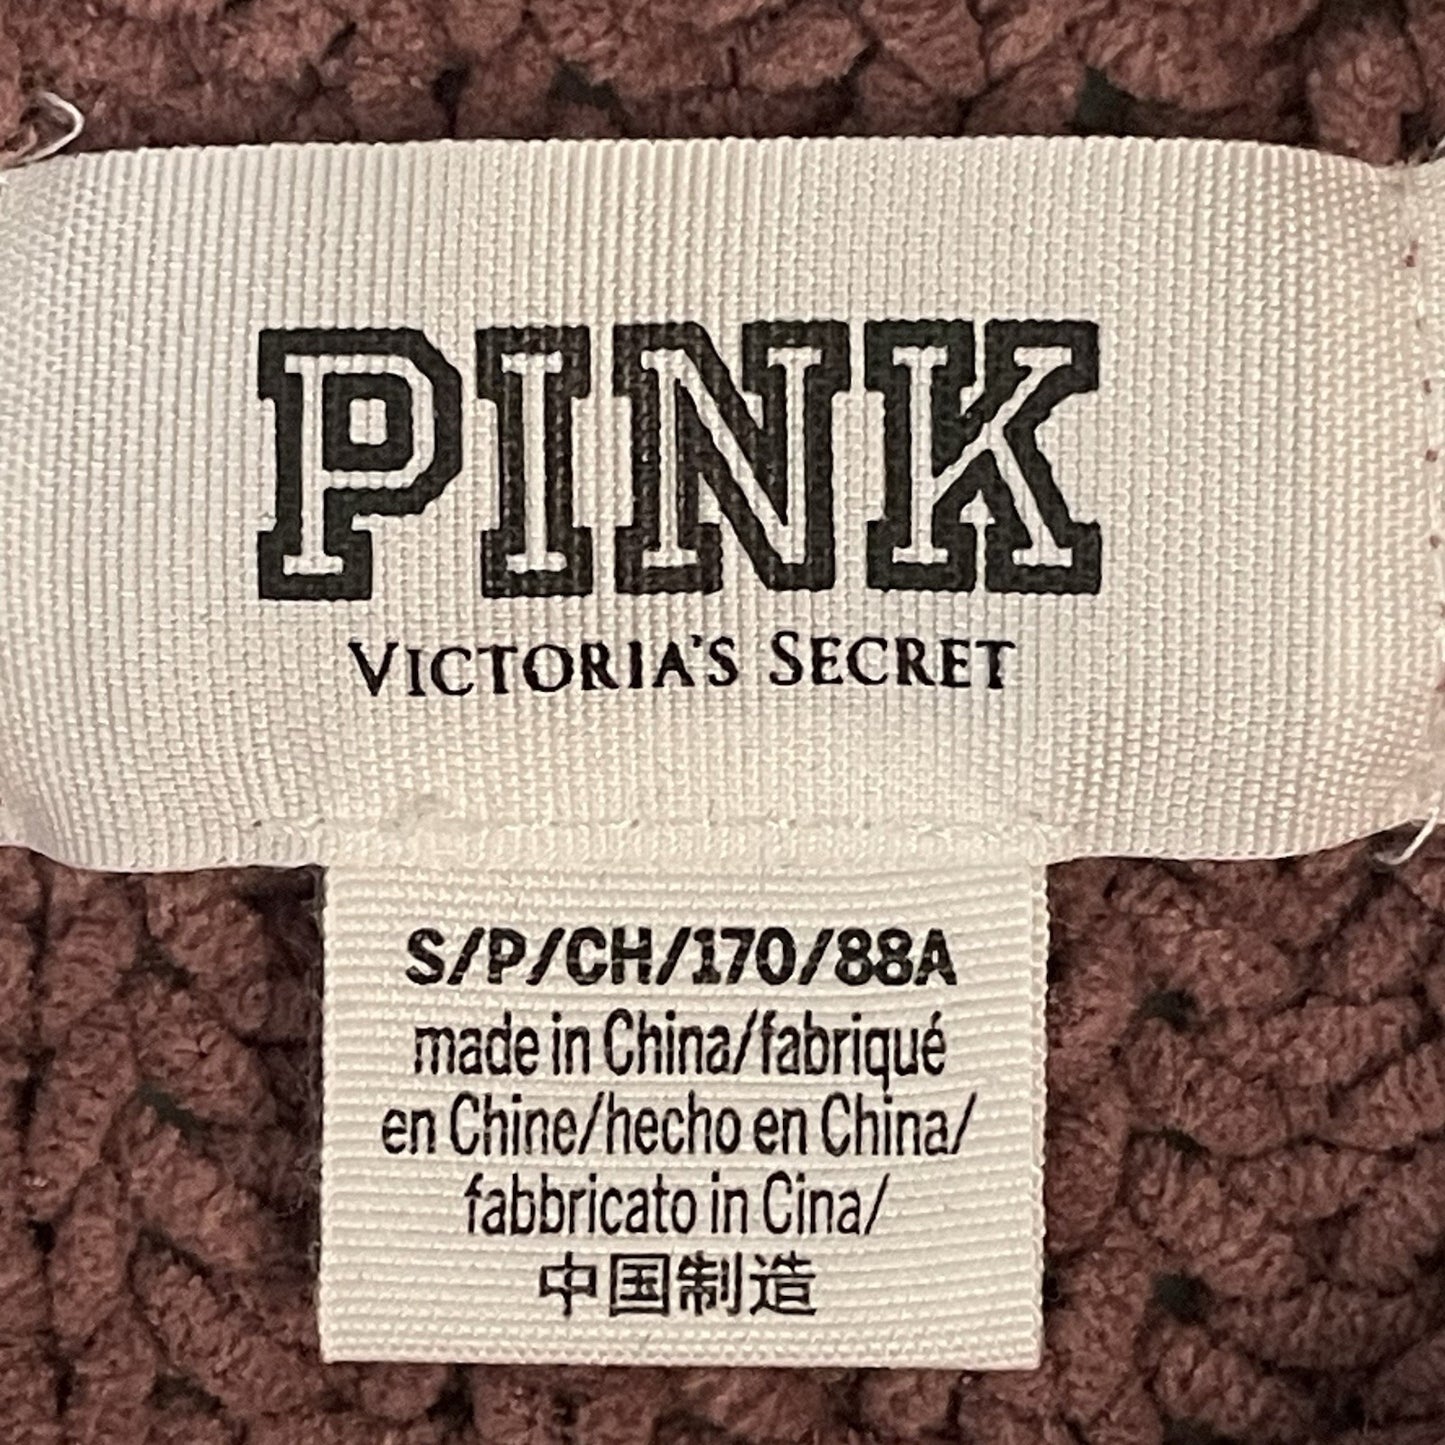 PINK
VICTORIA'S SECRET
S/P/CH/170/88A
made in China/fabriqué
en Chine/hecho en China/
fabbricato in Cina/
中国制造